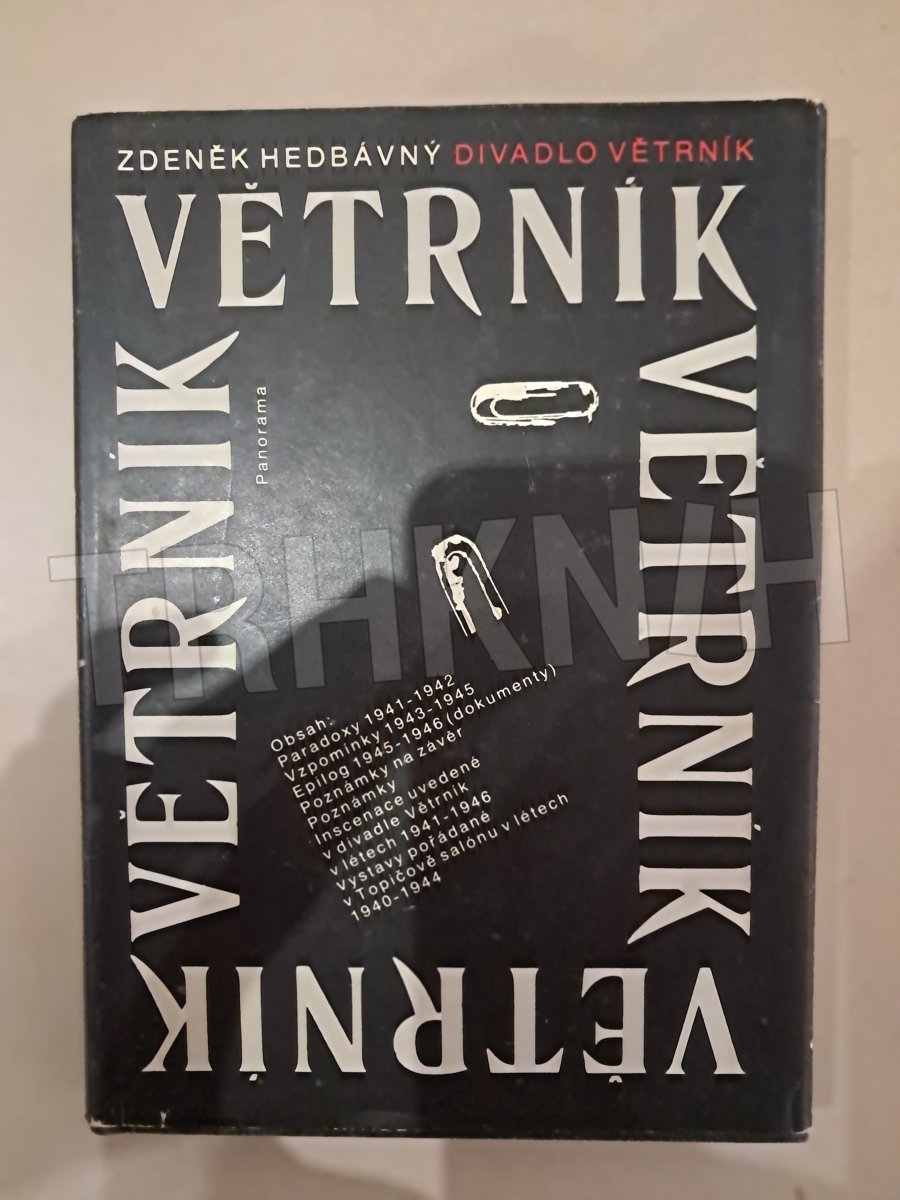 ZDENĚK HEDBÁVNÝ DIVADLO VĚTRNÍK
VĚTRNÍK
VĚTRNÍK
VĚTRNÍK
VĚTRNÍK
Panorama
Obsah:
Paradoxy 1941-1942
Vzpomínky 1943-1945
Epilog 1945-1946 (dokumenty)
Poznámky na závěr
Poznámky
Inscenace uvedené
v divadle Větrník
v létech 1941-1946
Výstavy pořádané
v Topičově salónu v létech
1940-1944
TRHKNIH